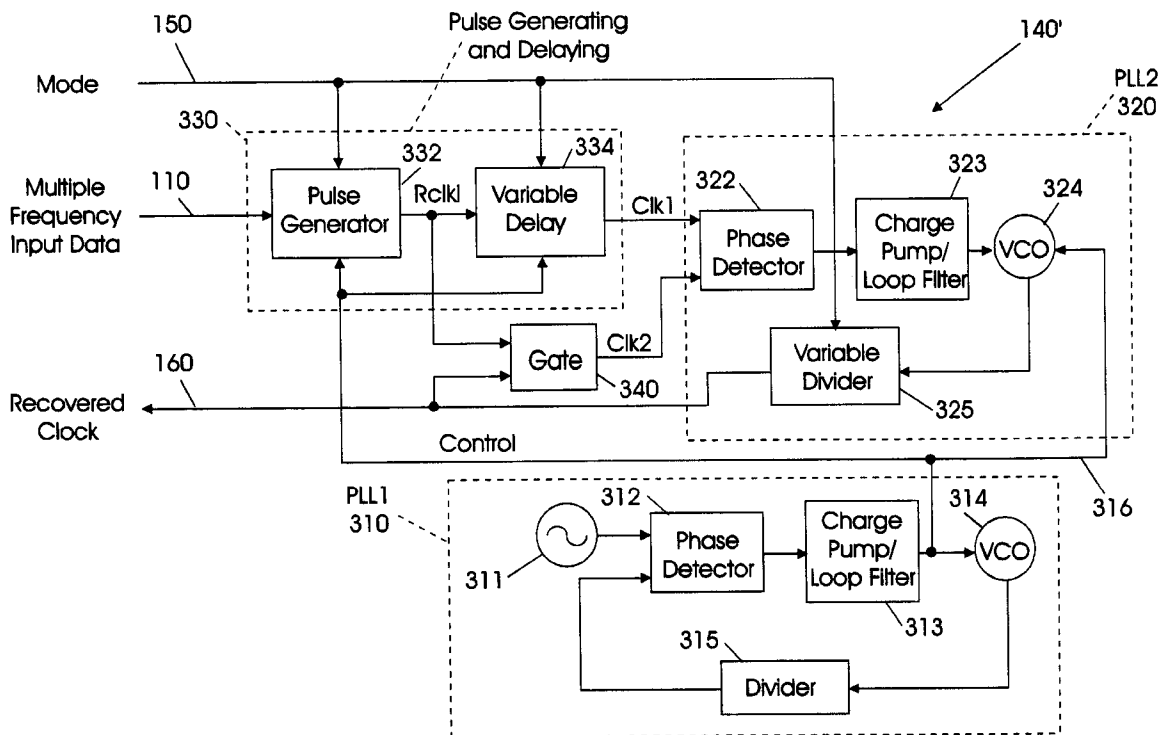 150
Pulse Generating
and Delaying
140'
Mode
PLL2
320
330
332
334
323
Multiple
Frequency
Input Data
110
Pulse
Generator
Rclki
Variable
Delay
Clk1
322
Phase
Detector
Charge
Pump/
Loop Filter
324
VCO
Clk2
Gate
340
Variable
Divider
325
160
Recovered
Clock
Control
316
PLL1
310
312
314
311
Phase
Detector
Charge
Pump/
Loop Filter
VCO
313
315
Divider